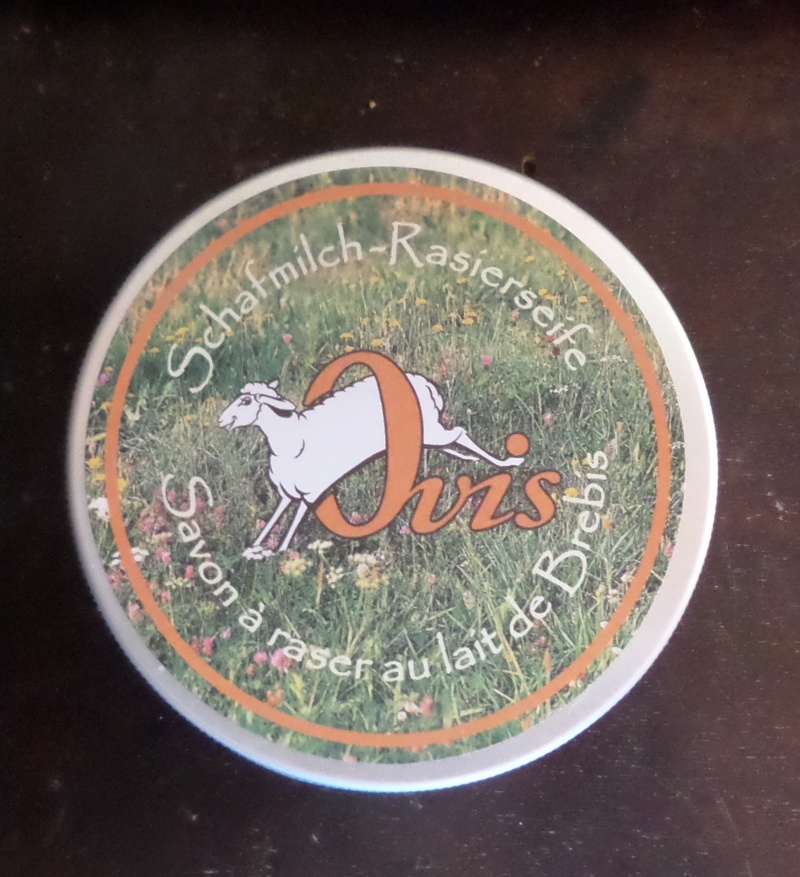 Schafmilch-Rasierseife
Ovis
Savon à raser au lait de Brebis